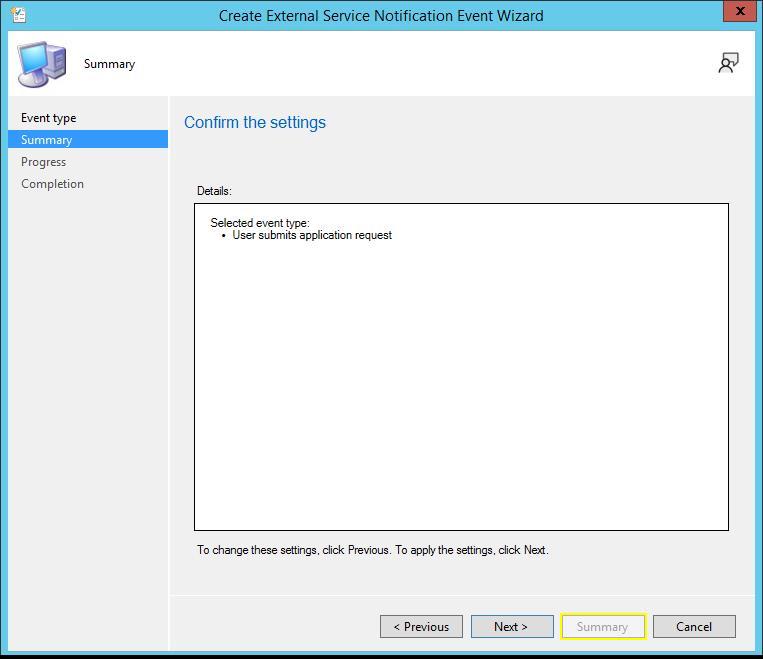 Create External Service Notification Event Wizard
X
Summary
Event type
Summary
Progress
Completion
Confirm the settings
Details:
Selected event type:
• User submits application request
To change these settings, click Previous. To apply the settings, click Next.
< Previous
Next >
Summary
Cancel